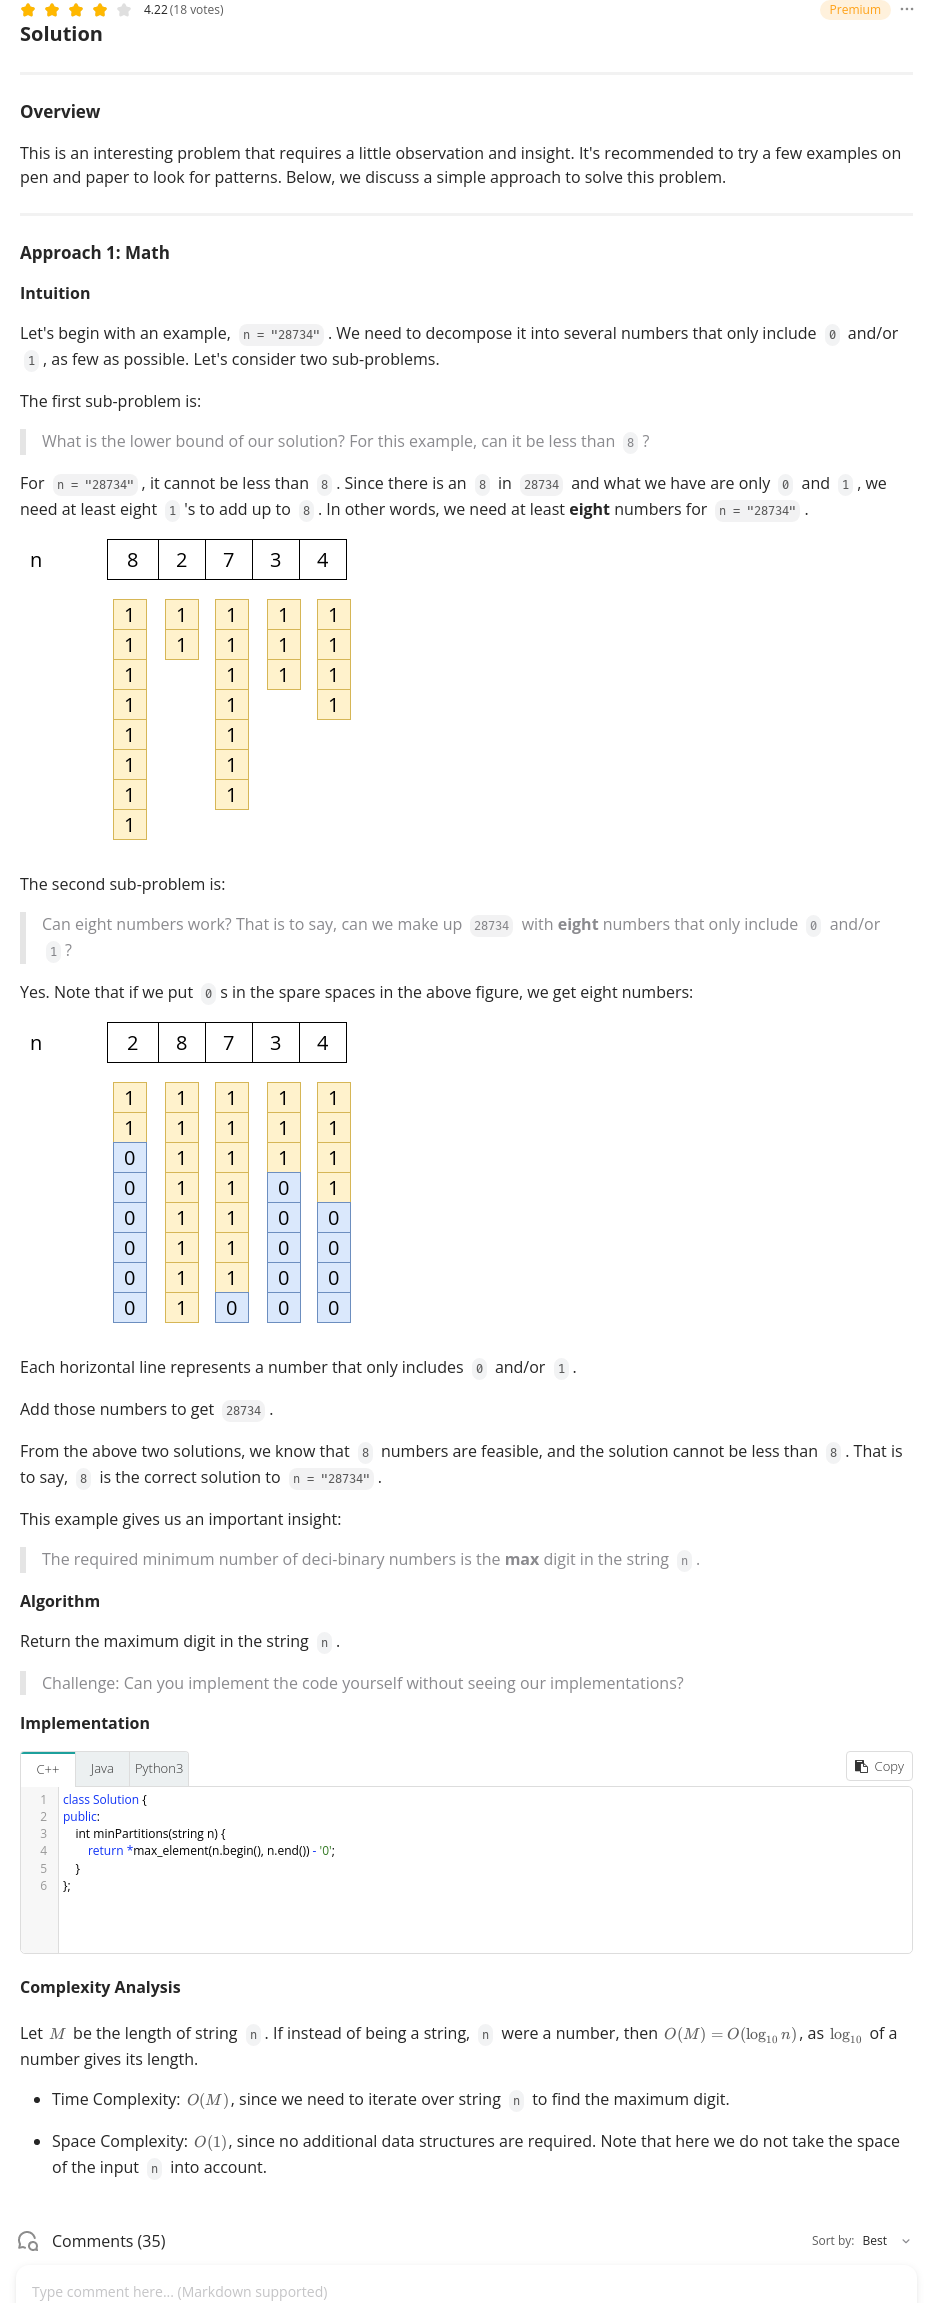 4.22 (18 votes) Premium ···
Solution
Overview
This is an interesting problem that requires a little observation and insight. It's recommended to try a few examples on
pen and paper to look for patterns. Below, we discuss a simple approach to solve this problem.
Approach 1: Math
Intuition
Let's begin with an example, n = "28734" . We need to decompose it into several numbers that only include 0 and/or
1 , as few as possible. Let's consider two sub-problems.
The first sub-problem is:
What is the lower bound of our solution? For this example, can it be less than 8 ?
For n = "28734" , it cannot be less than 8 . Since there is an 8 in 28734 and what we have are only 0 and 1 , we
need at least eight 1 's to add up to 8 . In other words, we need at least eight numbers for n = "28734" .
n 8 2 7 3 4
1 1 1 1 1
1 1 1 1 1
1 1 1 1
1 1 1
1 1
1 1
1 1
1
The second sub-problem is:
Can eight numbers work? That is to say, can we make up 28734 with eight numbers that only include 0 and/or
1 ?
Yes. Note that if we put 0 s in the spare spaces in the above figure, we get eight numbers:
n 2 8 7 3 4
1 1 1 1 1
1 1 1 1 1
0 1 1 1 1
0 1 1 0 1
0 1 1 0 0
0 1 1 0 0
0 1 1 0 0
0 1 0 0 0
Each horizontal line represents a number that only includes 0 and/or 1 .
Add those numbers to get 28734 .
From the above two solutions, we know that 8 numbers are feasible, and the solution cannot be less than 8 . That is
to say, 8 is the correct solution to n = "28734" .
This example gives us an important insight:
The required minimum number of deci-binary numbers is the max digit in the string n .
Algorithm
Return the maximum digit in the string n .
Challenge: Can you implement the code yourself without seeing our implementations?
Implementation
C++ Java Python3 Copy
1 class Solution {
2 public:
3 int minPartitions(string n) {
4 return *max_element(n.begin(), n.end()) - '0';
5 }
6 };
Complexity Analysis
Let M be the length of string n . If instead of being a string, n were a number, then O(M) = O(log₁₀ n), as log₁₀ of a
number gives its length.
• Time Complexity: O(M), since we need to iterate over string n to find the maximum digit.
• Space Complexity: O(1), since no additional data structures are required. Note that here we do not take the space
of the input n into account.
Comments (35) Sort by: Best
Type comment here... (Markdown supported)